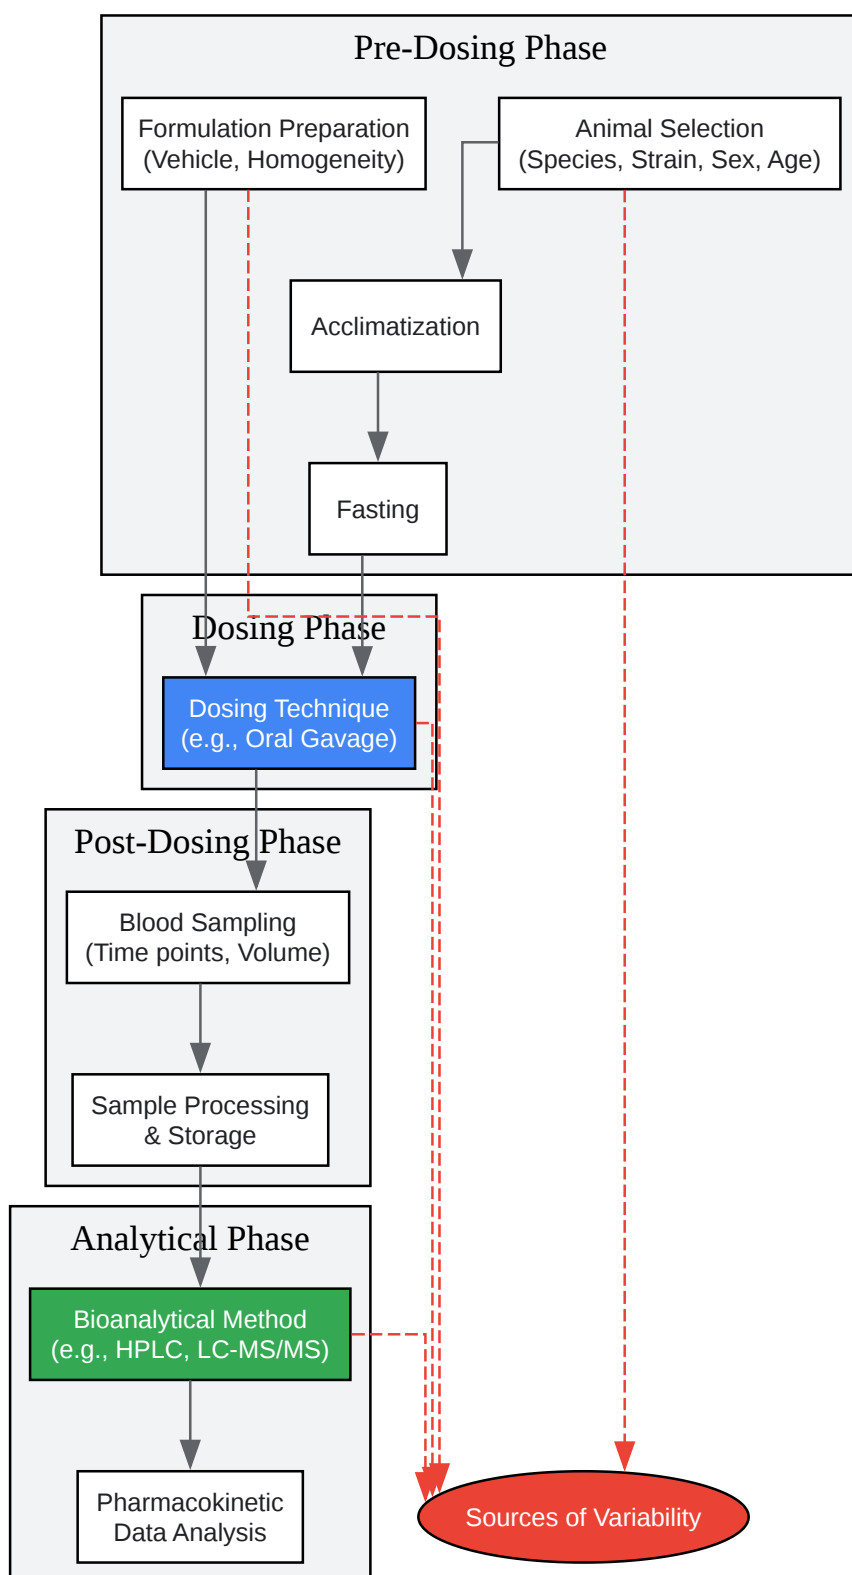 Pre-Dosing Phase
Formulation Preparation
(Vehicle, Homogeneity)
Animal Selection
(Species, Strain, Sex, Age)
Acclimatization
Fasting
Dosing Phase
Dosing Technique
(e.g., Oral Gavage)
Post-Dosing Phase
Blood Sampling
(Time points, Volume)
Sample Processing
& Storage
Analytical Phase
Bioanalytical Method
(e.g., HPLC, LC-MS/MS)
Pharmacokinetic
Data Analysis
Sources of Variability